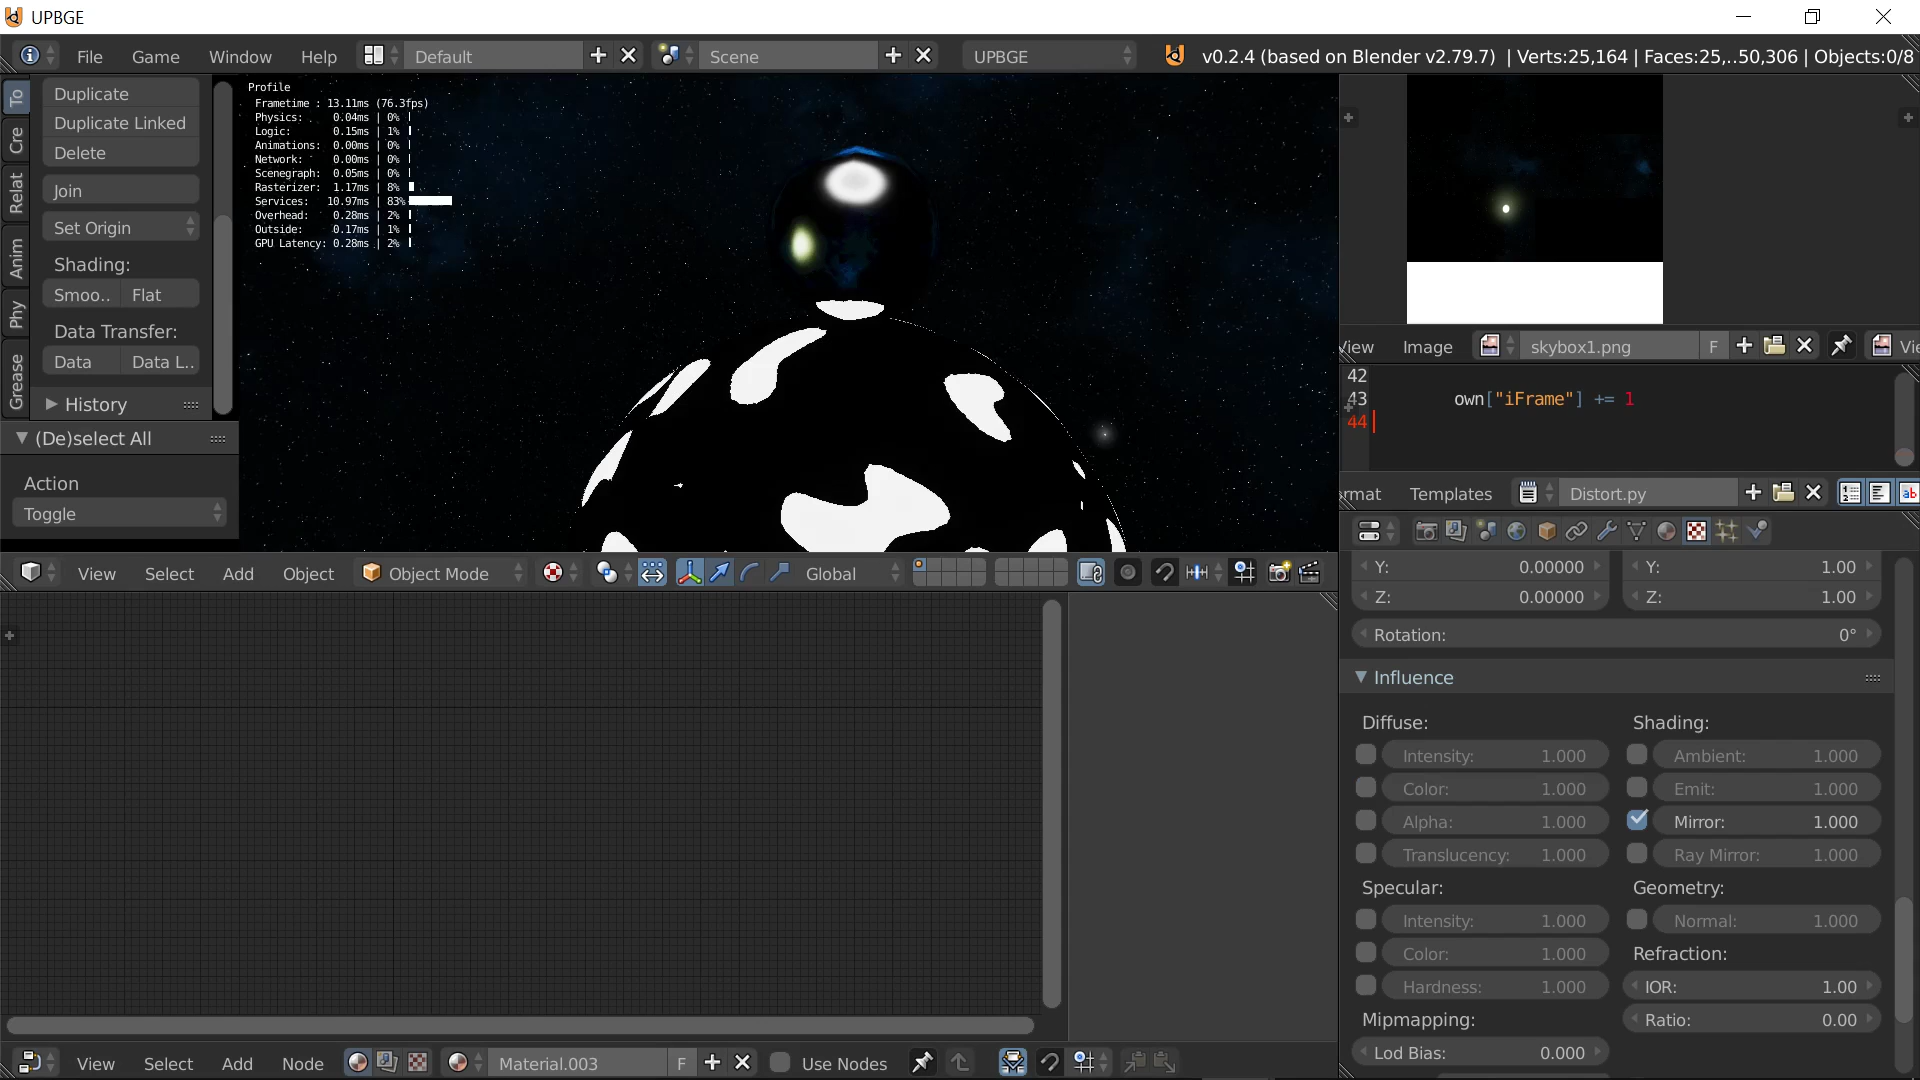 UPBGE
File Game Window Help Default Scene UPBGE v0.2.4 (based on Blender v2.79.7) | Verts:25,164 | Faces:25,..50,306 | Objects:0/8
To
Cre
Relat
Anim
Phy
Grease
Duplicate
Duplicate Linked
Delete
Join
Set Origin
Shading:
Smoo.. Flat
Data Transfer:
Data Data L..
History
(De)select All
Action
Toggle
Profile
Frametime : 13.11ms (76.3fps)
Physics: 0.04ms | 0%
Logic: 0.15ms | 1%
Animations: 0.00ms | 0%
Network: 0.00ms | 0%
Scenegraph: 0.05ms | 0%
Rasterizer: 1.17ms | 8%
Services: 10.97ms | 83%
Overhead: 0.28ms | 2%
Outside: 0.17ms | 1%
GPU Latency: 0.28ms | 2%
View Select Add Object Object Mode Global
View Select Add Node Material.003 F Use Nodes
iew Image skybox1.png F Vie
42
43 own["iFrame"] += 1
44
rmat Templates Distort.py
Y: 0.00000 Y: 1.00
Z: 0.00000 Z: 1.00
Rotation: 0°
Influence
Diffuse: Shading:
Intensity: 1.000 Ambient: 1.000
Color: 1.000 Emit: 1.000
Alpha: 1.000 Mirror: 1.000
Translucency: 1.000 Ray Mirror: 1.000
Specular: Geometry:
Intensity: 1.000 Normal: 1.000
Color: 1.000 Refraction:
Hardness: 1.000 IOR: 1.00
Mipmapping: Ratio: 0.00
Lod Bias: 0.000